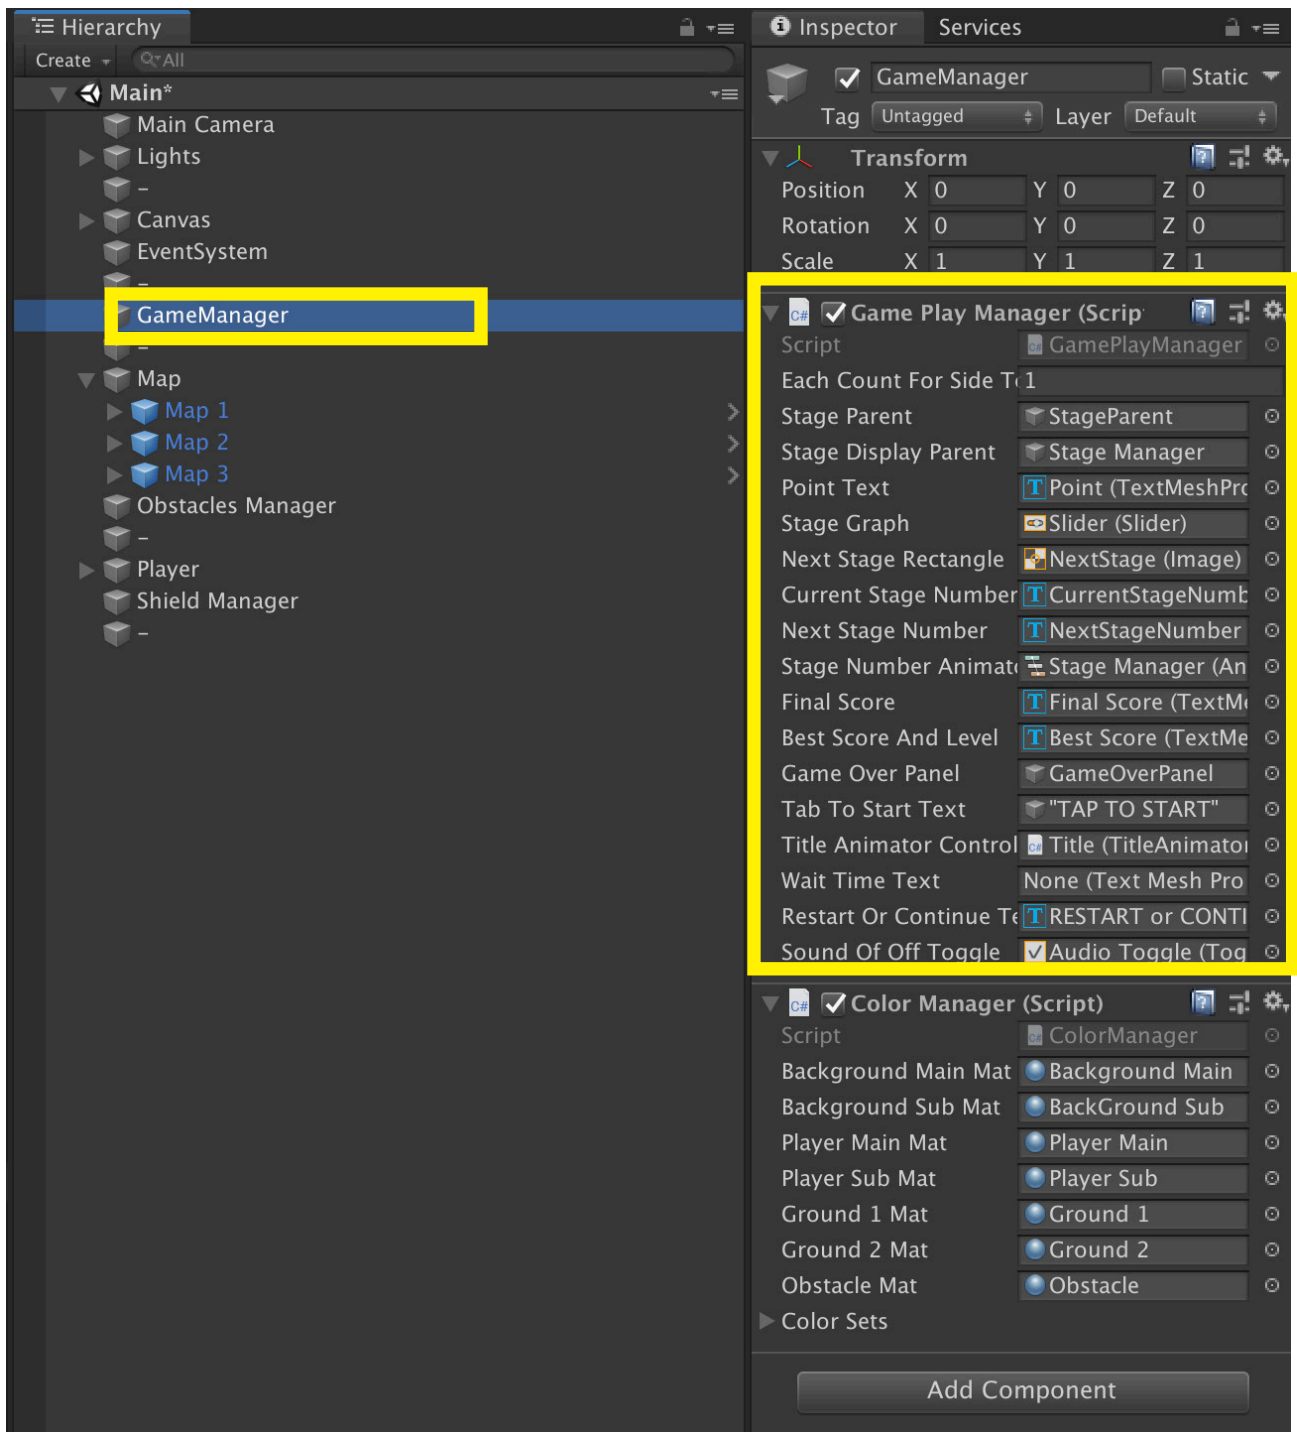 Hierarchy
Create
All
Main*
Main Camera
Lights
-
Canvas
EventSystem
-
GameManager
-
Map
Map 1
Map 2
Map 3
Obstacles Manager
-
Player
Shield Manager
-
Inspector Services
GameManager Static
Tag Untagged Layer Default
Transform
Position X 0 Y 0 Z 0
Rotation X 0 Y 0 Z 0
Scale X 1 Y 1 Z 1
C# Game Play Manager (Scrip
Script GamePlayManager
Each Count For Side T 1
Stage Parent StageParent
Stage Display Parent Stage Manager
Point Text Point (TextMeshPro
Stage Graph Slider (Slider)
Next Stage Rectangle NextStage (Image)
Current Stage Number CurrentStageNumb
Next Stage Number NextStageNumber
Stage Number Animat Stage Manager (An
Final Score Final Score (TextM
Best Score And Level Best Score (TextMe
Game Over Panel GameOverPanel
Tab To Start Text "TAP TO START"
Title Animator Control Title (TitleAnimator
Wait Time Text None (Text Mesh Pro
Restart Or Continue Te RESTART or CONTI
Sound Of Off Toggle Audio Toggle (Tog
C# Color Manager (Script)
Script ColorManager
Background Main Mat Background Main
Background Sub Mat BackGround Sub
Player Main Mat Player Main
Player Sub Mat Player Sub
Ground 1 Mat Ground 1
Ground 2 Mat Ground 2
Obstacle Mat Obstacle
Color Sets
Add Component